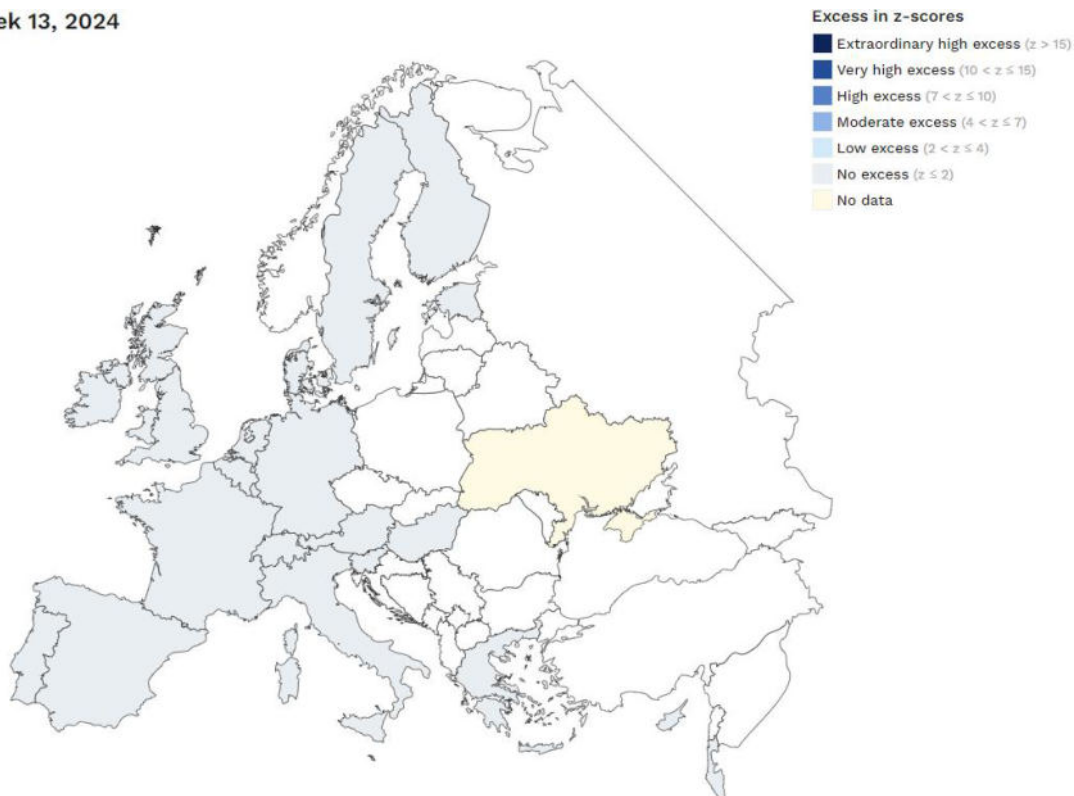 ek 13, 2024
Excess in z-scores
Extraordinary high excess (z > 15)
Very high excess (10 < z ≤ 15)
High excess (7 < z ≤ 10)
Moderate excess (4 < z ≤ 7)
Low excess (2 < z ≤ 4)
No excess (z ≤ 2)
No data